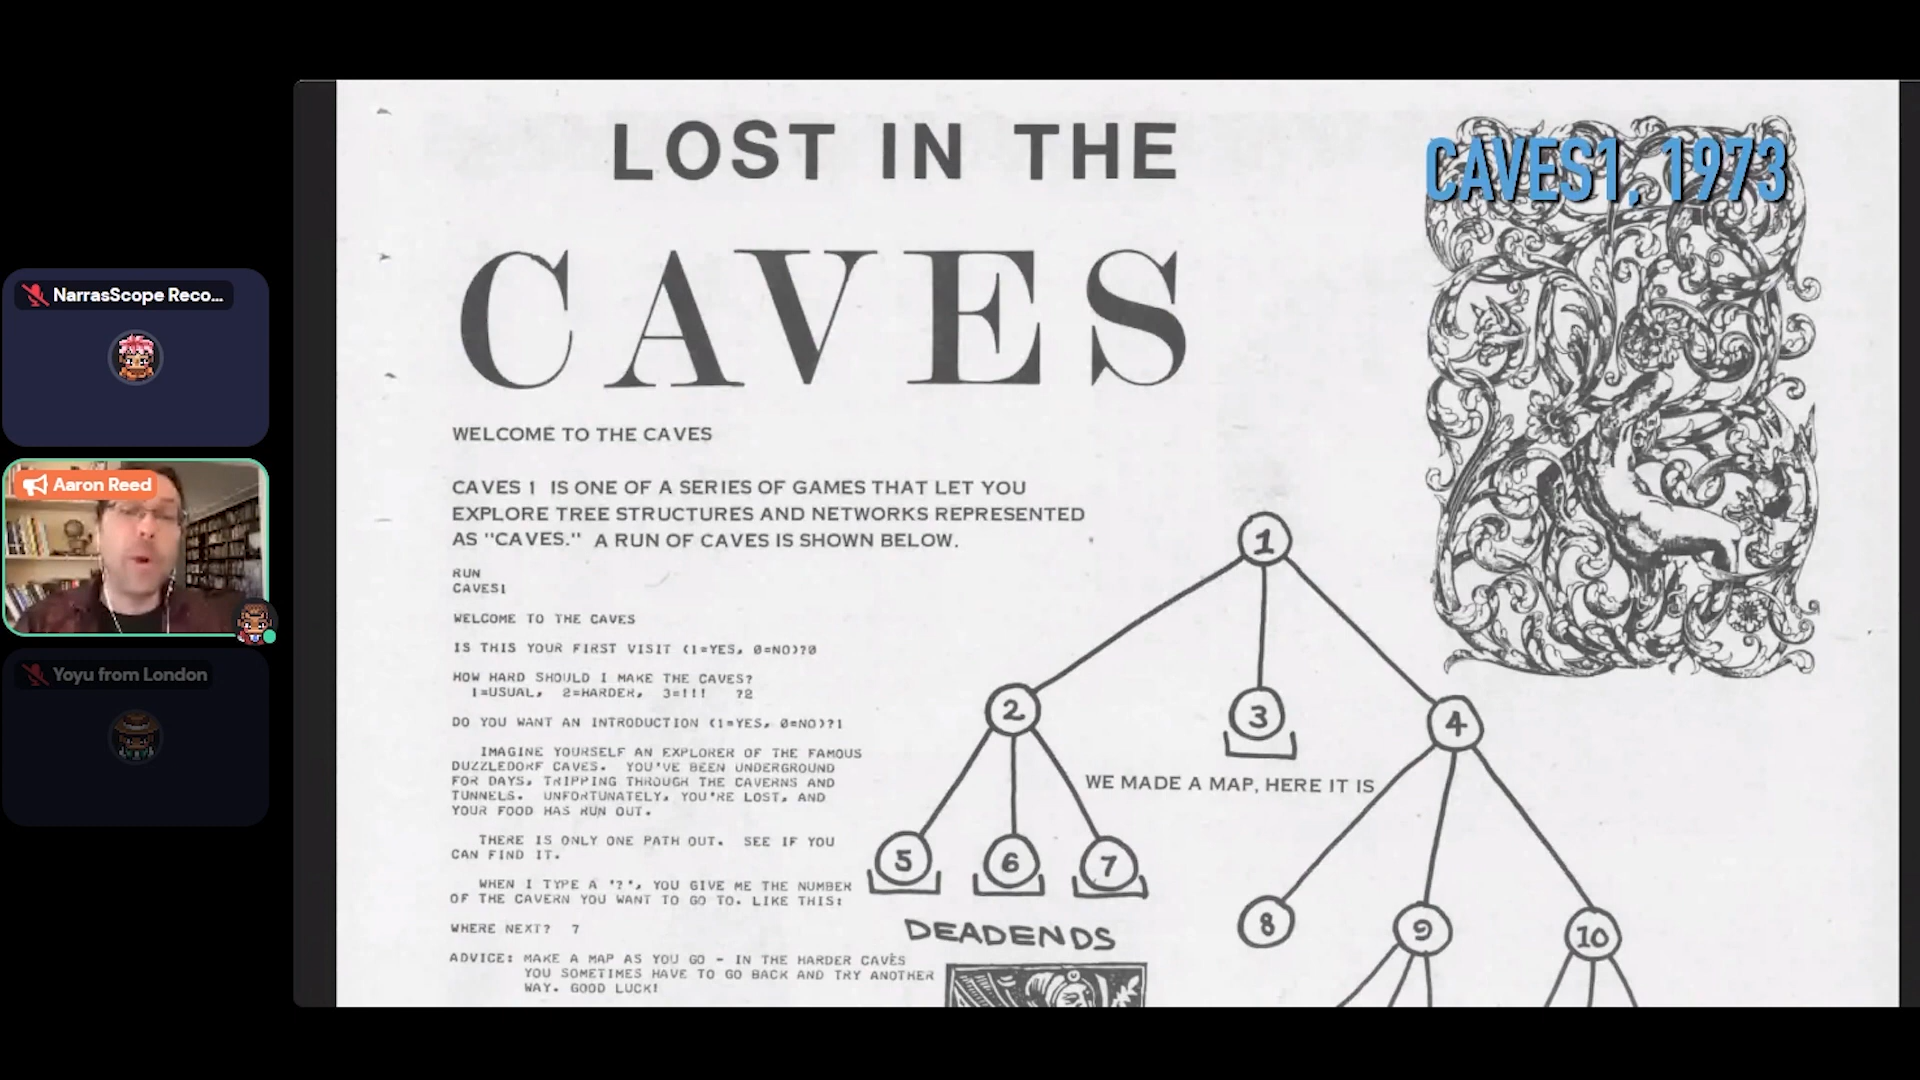 NarrasScope Reco...
Aaron Reed
Yoyu from London
LOST IN THE
CAVES
CAVES1, 1973
WELCOME TO THE CAVES
CAVES 1 IS ONE OF A SERIES OF GAMES THAT LET YOU
EXPLORE TREE STRUCTURES AND NETWORKS REPRESENTED
AS "CAVES." A RUN OF CAVES IS SHOWN BELOW.
RUN
CAVES1
WELCOME TO THE CAVES
IS THIS YOUR FIRST VISIT (1=YES, 0=NO)?0
HOW HARD SHOULD I MAKE THE CAVES?
1=USUAL, 2=HARDER, 3=!!! ?2
DO YOU WANT AN INTRODUCTION (1=YES, 0=NO)?1
IMAGINE YOURSELF AN EXPLORER OF THE FAMOUS
DUZZLEDORF CAVES. YOU'VE BEEN UNDERGROUND
FOR DAYS, TRIPPING THROUGH THE CAVERNS AND
TUNNELS. UNFORTUNATELY, YOU'RE LOST, AND
YOUR FOOD HAS RUN OUT.
THERE IS ONLY ONE PATH OUT. SEE IF YOU
CAN FIND IT.
WHEN I TYPE A '?', YOU GIVE ME THE NUMBER
OF THE CAVERN YOU WANT TO GO TO. LIKE THIS:
WHERE NEXT? 7
ADVICE: MAKE A MAP AS YOU GO - IN THE HARDER CAVES
YOU SOMETIMES HAVE TO GO BACK AND TRY ANOTHER
WAY. GOOD LUCK!
1
2
3
4
WE MADE A MAP, HERE IT IS
5
6
7
8
9
10
DEADENDS